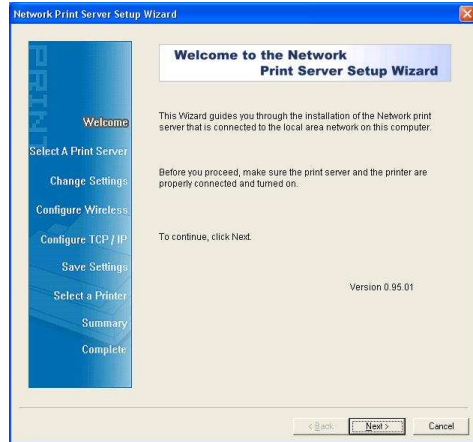 Network Print Server Setup Wizard
Welcome to the Network
Print Server Setup Wizard
PRINT
Welcome
Select A Print Server
Change Settings
Configure Wireless
Configure TCP / IP
Save Settings
Select a Printer
Summary
Complete
This Wizard guides you through the installation of the Network print
server that is connected to the local area network on this computer.
Before you proceed, make sure the print server and the printer are
properly connected and turned on.
To continue, click Next.
Version 0.95.01
< Back
Next >
Cancel